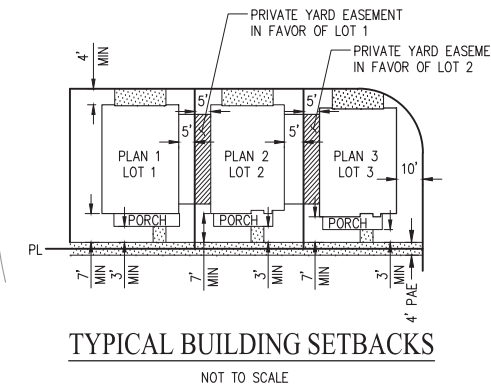 PRIVATE YARD EASEMENT
IN FAVOR OF LOT 1
PRIVATE YARD EASEME
IN FAVOR OF LOT 2
4'
MIN
5'
5'
5'
5'
PLAN 1
LOT 1
PLAN 2
LOT 2
PLAN 3
LOT 3
10'
PORCH
PORCH
PORCH
PL
7'
MIN
3'
MIN
7'
MIN
3'
MIN
7'
MIN
3'
MIN
4' PAE
TYPICAL BUILDING SETBACKS
NOT TO SCALE